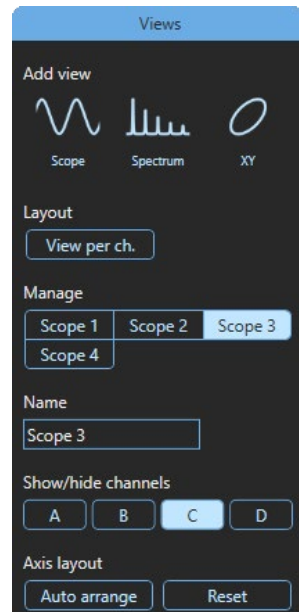 Views
Add view
Scope Spectrum XY
Layout
View per ch.
Manage
Scope 1 Scope 2 Scope 3
Scope 4
Name
Scope 3
Show/hide channels
A B C D
Axis layout
Auto arrange Reset